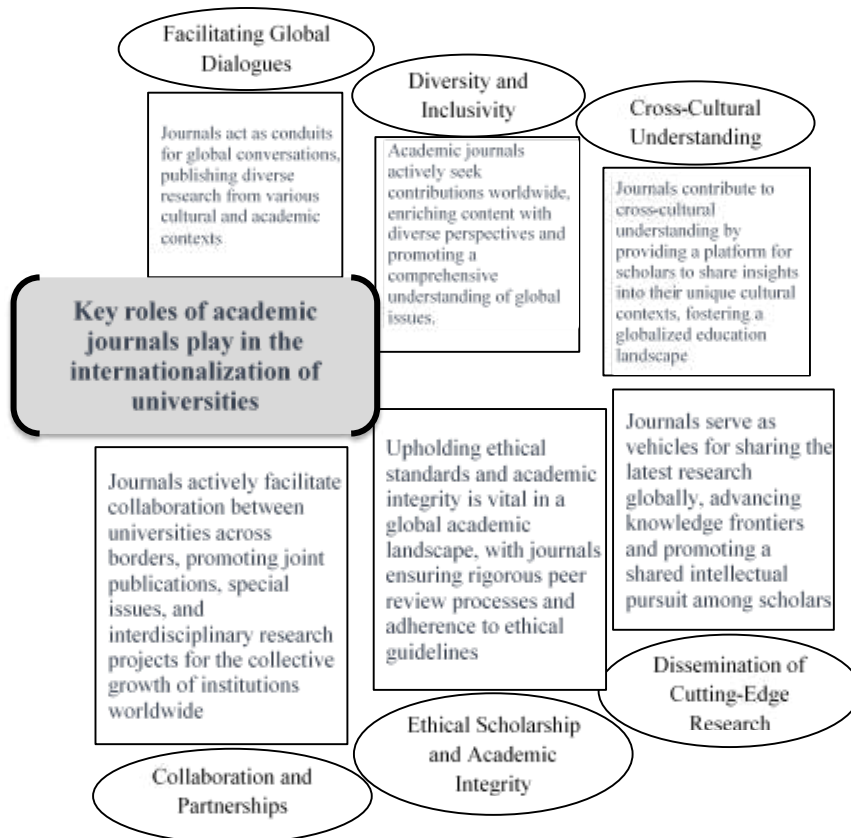 Facilitating Global
Dialogues
Journals act as conduits
for global conversations,
publishing diverse
research from various
cultural and academic
contexts
Diversity and
Inclusivity
Academic journals
actively seek
contributions worldwide,
enriching content with
diverse perspectives and
promoting a
comprehensive
understanding of global
issues.
Cross-Cultural
Understanding
Journals contribute to
cross-cultural
understanding by
providing a platform for
scholars to share insights
into their unique cultural
contexts, fostering a
globalized education
landscape
Key roles of academic
journals play in the
internationalization of
universities
Journals actively facilitate
collaboration between
universities across
borders, promoting joint
publications, special
issues, and
interdisciplinary research
projects for the collective
growth of institutions
worldwide
Collaboration and
Partnerships
Upholding ethical
standards and academic
integrity is vital in a
global academic
landscape, with journals
ensuring rigorous peer
review processes and
adherence to ethical
guidelines
Ethical Scholarship
and Academic
Integrity
Journals serve as
vehicles for sharing the
latest research
globally, advancing
knowledge frontiers
and promoting a
shared intellectual
pursuit among scholars
Dissemination of
Cutting-Edge
Research